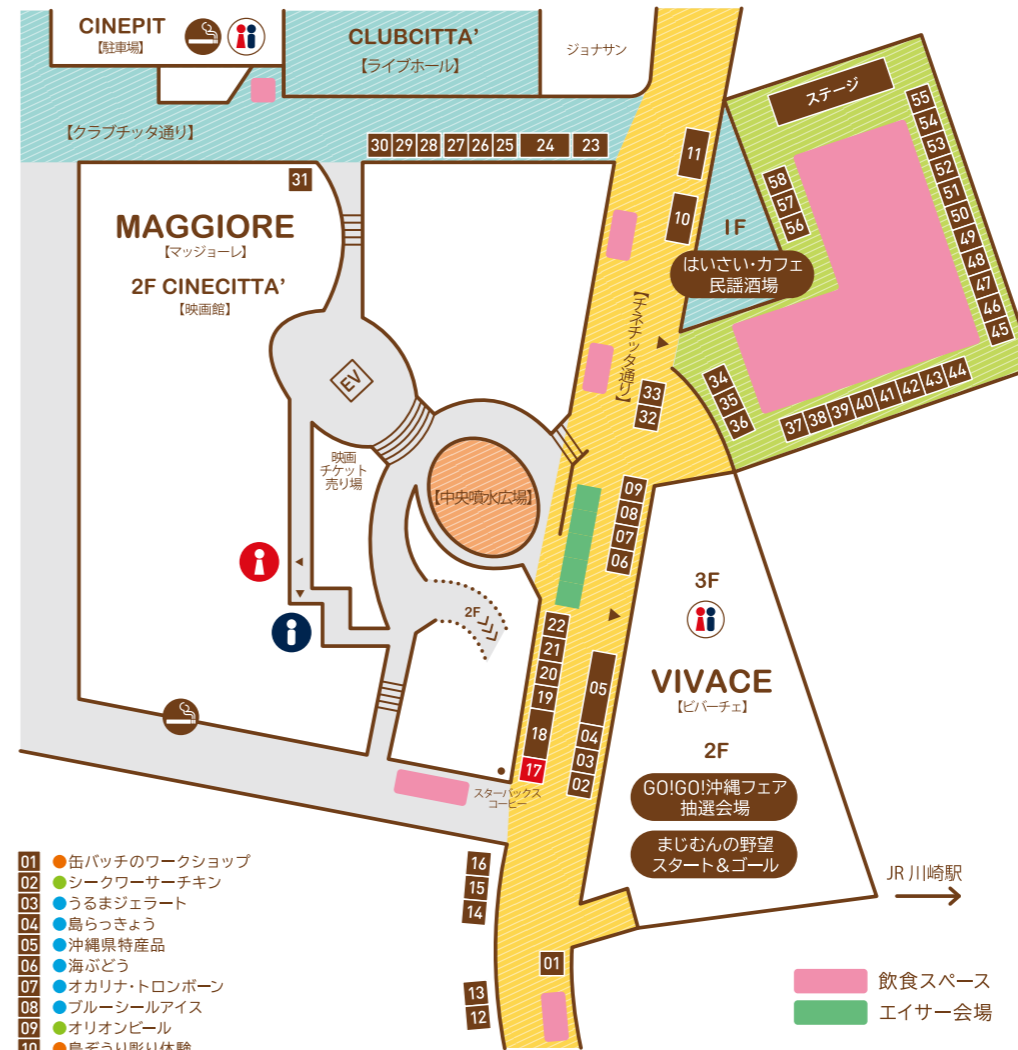 CINEPIT
【駐車場】
CLUBCITTA’
【ライブホール】
ジョナサン
【クラブチッタ通り】
30 29 28 27 26 25 24 23
31
MAGGIORE
【マッジョーレ】
2F CINECITTA’
【映画館】
EV
映画
チケット
売り場
【中央噴水広場】
2F
【チネチッタ通り】
11
10
1F
はいさい・カフェ
民謡酒場
ステージ
55
54
53
52
51
50
49
48
47
46
45
58
57
56
34
35
36
37 38 39 40 41 42 43 44
33
32
09
08
07
06
22
21
20
19
18
17
05
04
03
02
スターバックス
コーヒー
3F
VIVACE
【ビバーチェ】
2F
GO!GO!沖縄フェア
抽選会場
まじむんの野望
スタート&ゴール
JR 川崎駅
16
15
14
13
12
01
飲食スペース
エイサー会場
01 缶バッチのワークショップ
02 シークワーサーチキン
03 うるまジェラート
04 島らっきょう
05 沖縄県特産品
06 海ぶどう
07 オカリナ・トロンボーン
08 ブルーシールアイス
09 オリオンビール
10 島ぞうり彫り体験